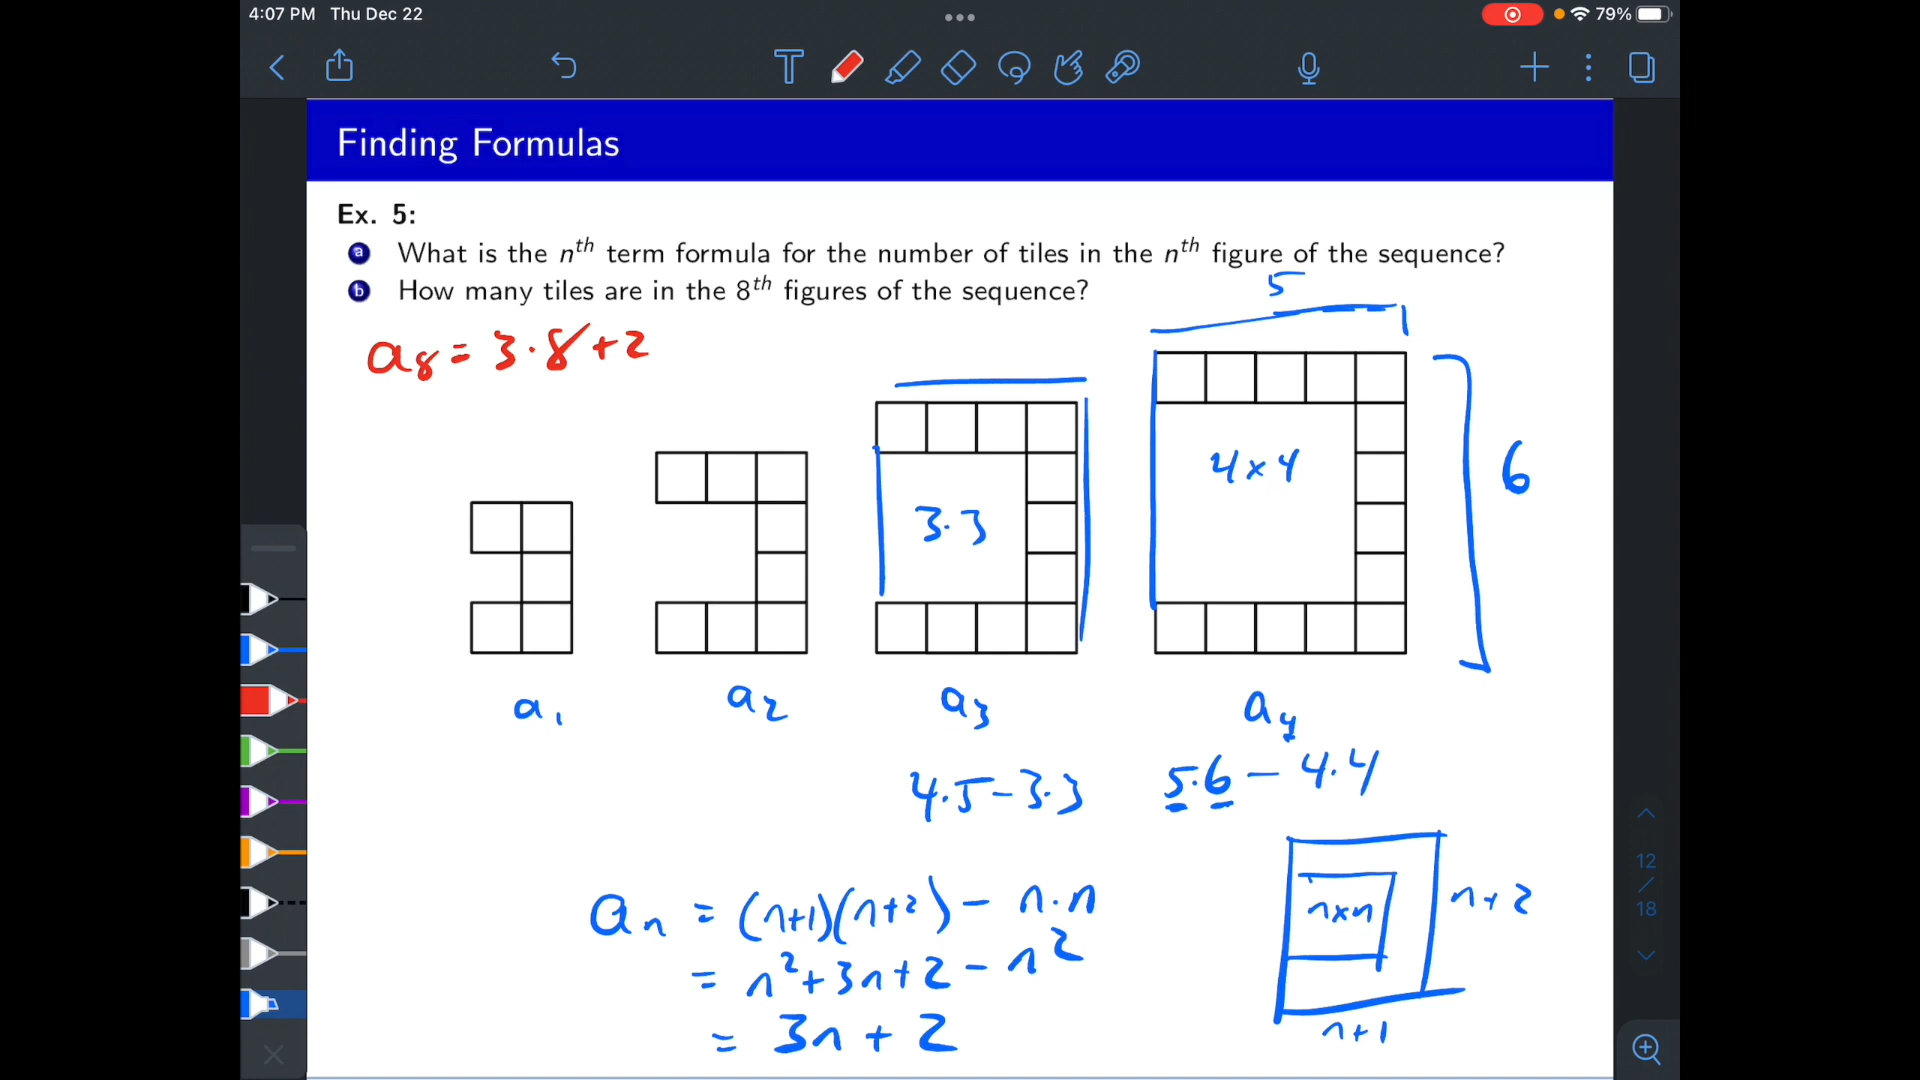 4:07 PM Thu Dec 22
79%
Finding Formulas
Ex. 5:
a What is the nᵗʰ term formula for the number of tiles in the nᵗʰ figure of the sequence?
b How many tiles are in the 8ᵗʰ figures of the sequence?
a₈ = 3·8+2
5
6
3·3
4×4
a₁ a₂ a₃ a₄
4·5−3·3
5·6 − 4·4
aₙ = (n+1)(n+2) − n·n
= n²+3n+2 − n²
= 3n + 2
n×n
n+2
n+1
12
/
18